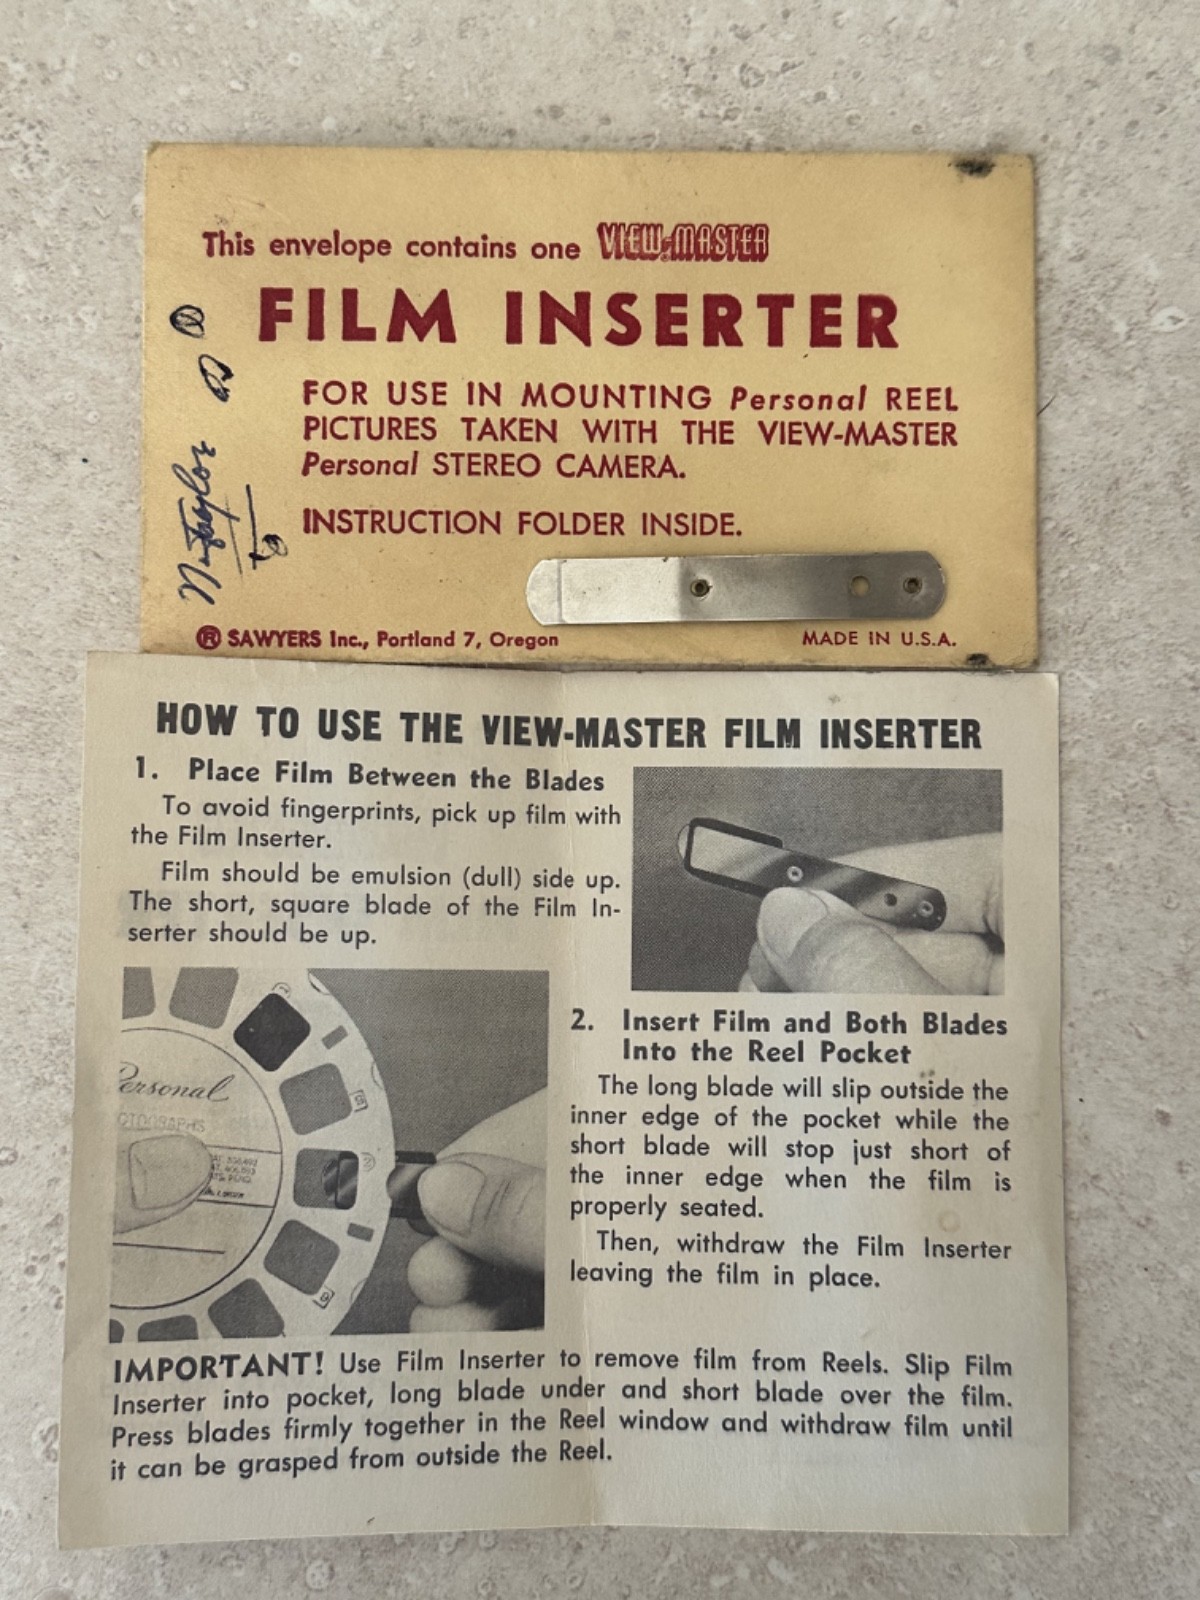 This envelope contains one VIEW-MASTER
FILM INSERTER
FOR USE IN MOUNTING Personal REEL
PICTURES TAKEN WITH THE VIEW-MASTER
Personal STEREO CAMERA.
INSTRUCTION FOLDER INSIDE.
® SAWYERS Inc., Portland 7, Oregon
MADE IN U.S.A.
HOW TO USE THE VIEW-MASTER FILM INSERTER
1. Place Film Between the Blades
To avoid fingerprints, pick up film with
the Film Inserter.
Film should be emulsion (dull) side up.
The short, square blade of the Film In-
serter should be up.
Personal
2. Insert Film and Both Blades
Into the Reel Pocket
The long blade will slip outside the
inner edge of the pocket while the
short blade will stop just short of
the inner edge when the film is
properly seated.
Then, withdraw the Film Inserter
leaving the film in place.
IMPORTANT! Use Film Inserter to remove film from Reels. Slip Film
Inserter into pocket, long blade under and short blade over the film.
Press blades firmly together in the Reel window and withdraw film until
it can be grasped from outside the Reel.